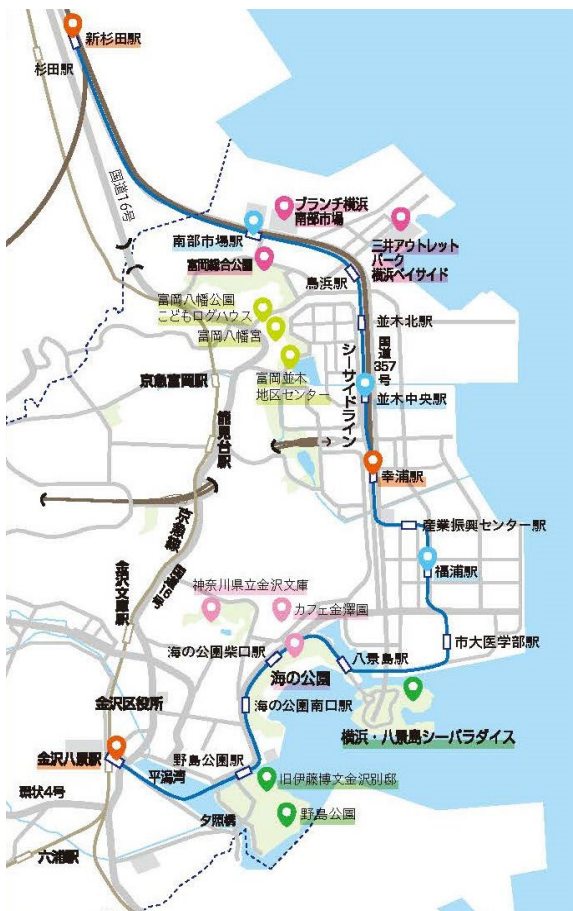 新杉田駅
杉田駅
国道16号
ブランチ横浜
南部市場
南部市場駅
三井アウトレット
パーク
横浜ベイサイド
富岡総合公園
鳥浜駅
富岡八幡公園
こどもログハウス
富岡八幡宮
並木北駅
国道
357
号
シーサイドライン
富岡並木
地区センター
京急富岡駅
並木中央駅
能見台駅
幸浦駅
産業振興センター駅
京急線
国道16号
福浦駅
神奈川県立金沢文庫
カフェ金澤園
金沢文庫駅
市大医学部駅
海の公園柴口駅
八景島駅
海の公園
金沢区役所
海の公園南口駅
横浜・八景島シーパラダイス
金沢八景駅
野島公園駅
平潟湾
旧伊藤博文金沢別邸
環状4号
夕照橋
野島公園
六浦駅